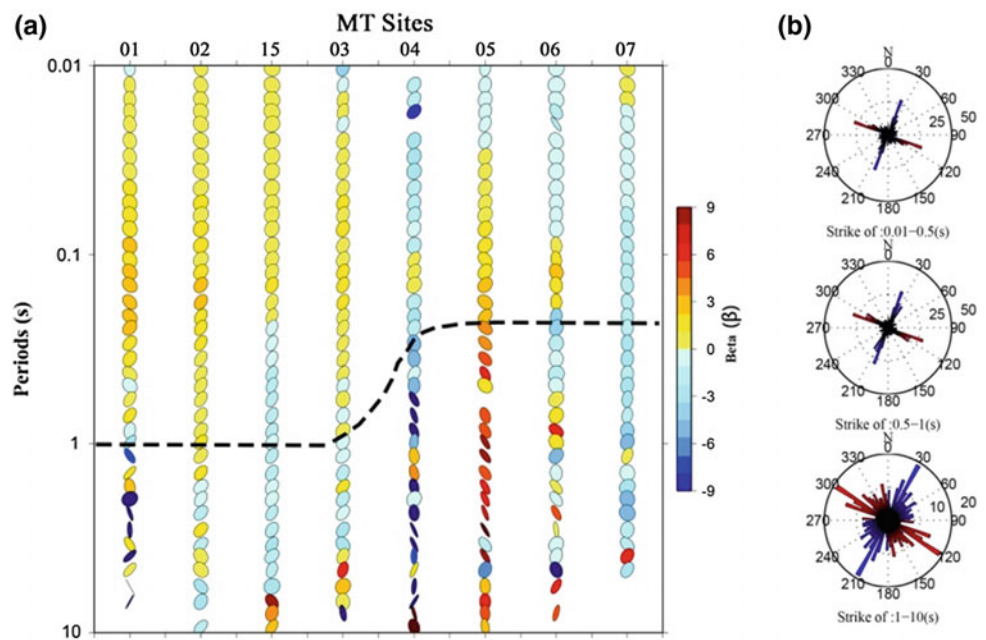 (a)
MT Sites
01 02 15 03 04 05 06 07
0.01
0.1
1
10
Periods (s)
9
6
3
0
-3
-6
-9
Beta (β)
(b)
N
0
330 30
300 60
25 50
270 90
240 120
210 150
180
Strike of :0.01–0.5(s)
N
0
330 30
300 60
25 50
270 90
240 120
210 150
180
Strike of :0.5–1(s)
N
0
330 30
300 60
10 20
270 90
240 120
210 150
180
Strike of :1–10(s)